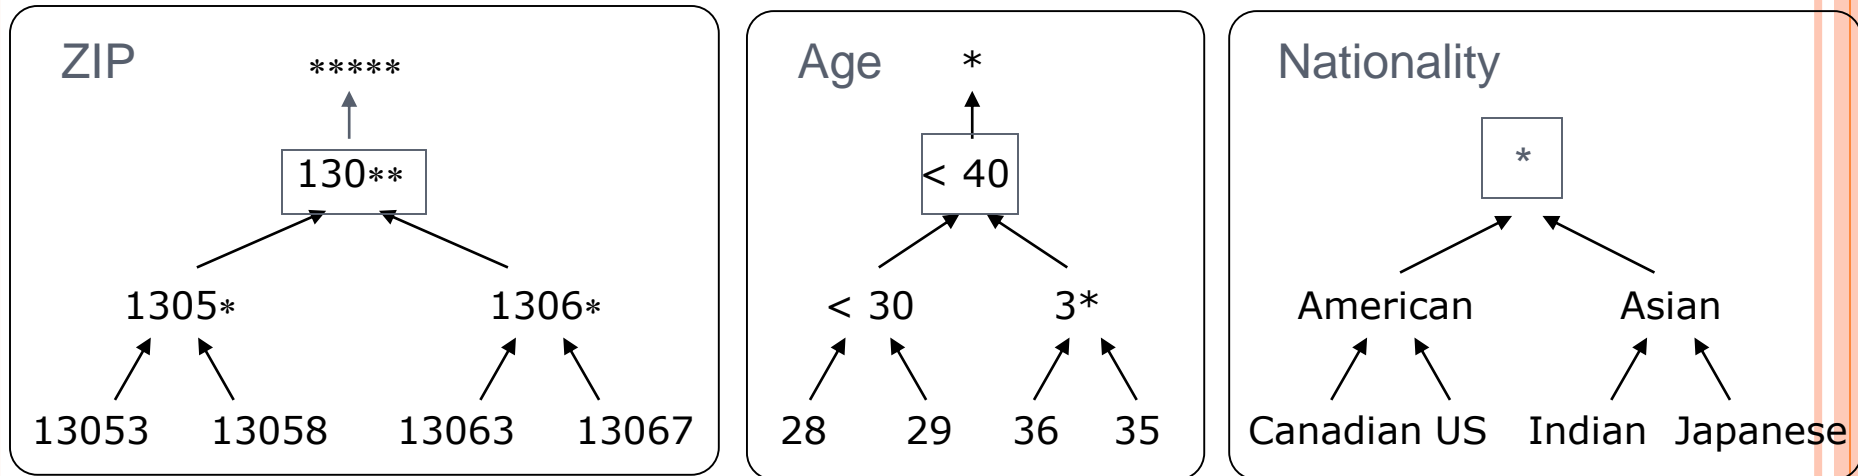 ZIP
*****
130**
1305* 1306*
13053 13058 13063 13067
Age
*
< 40
< 30 3*
28 29 36 35
Nationality
*
American Asian
Canadian US Indian Japanese